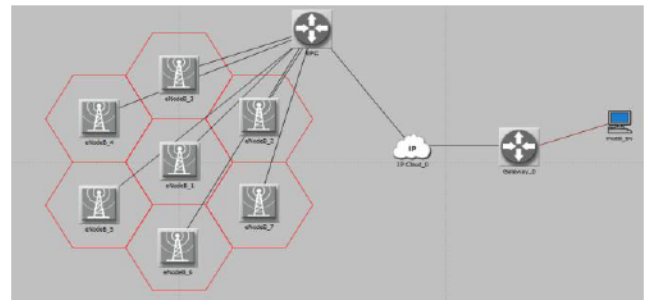 EPC
eNodeB_3
eNodeB_4
eNodeB_2
IP
IP Cloud_0
Gateway_0
eNodeB_1
eNodeB_5
eNodeB_7
eNodeB_6